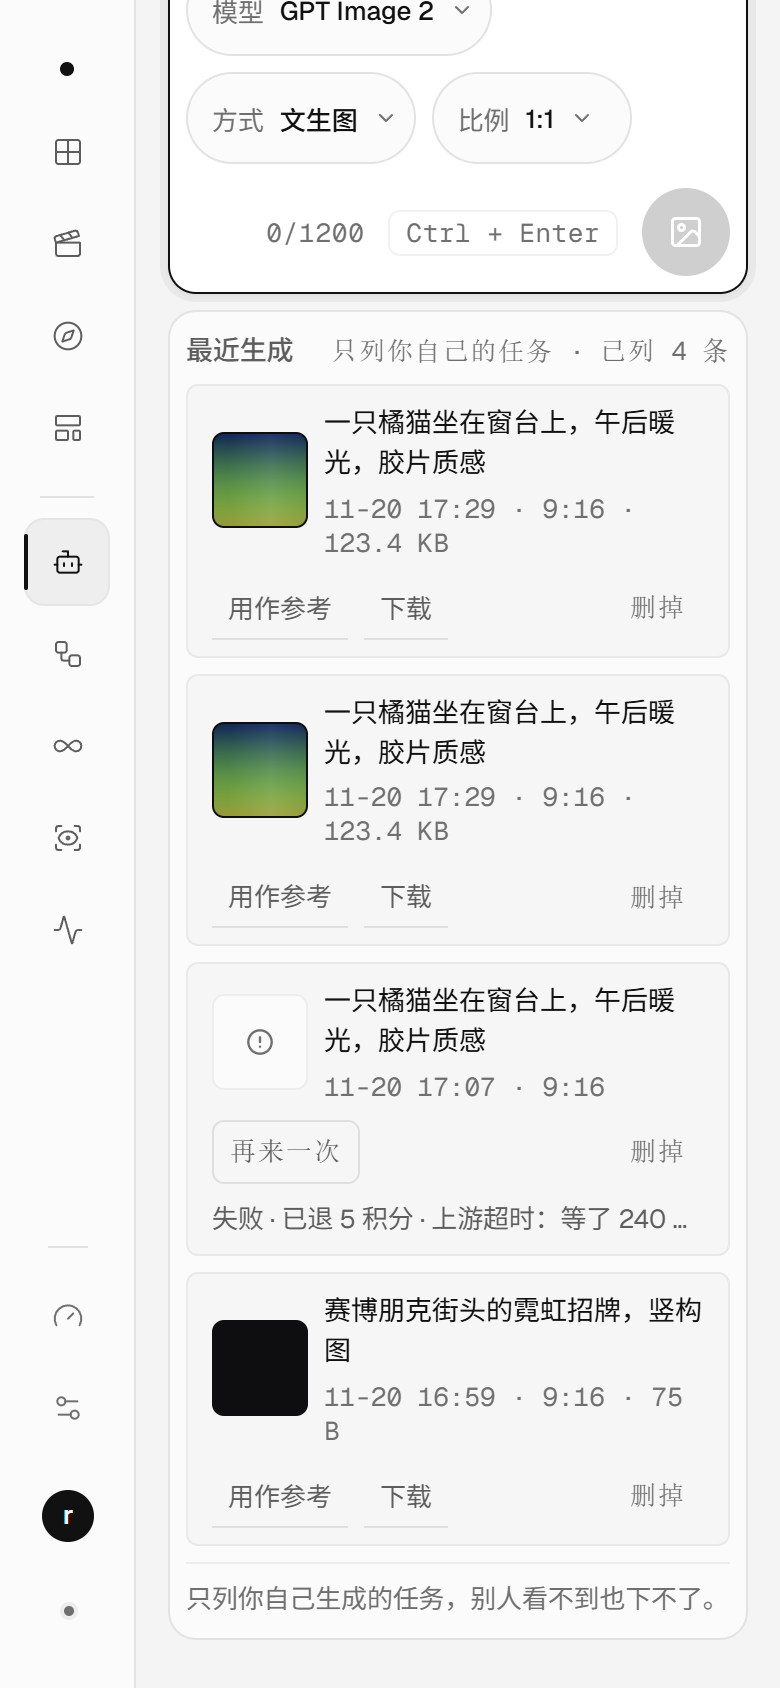 模型 GPT Image 2
方式 文生图 比例 1:1
0/1200 Ctrl + Enter
最近生成 只列你自己的任务 · 已列 4 条
一只橘猫坐在窗台上，午后暖
光，胶片质感
11-20 17:29 · 9:16 ·
123.4 KB
用作参考 下载 删掉
一只橘猫坐在窗台上，午后暖
光，胶片质感
11-20 17:29 · 9:16 ·
123.4 KB
用作参考 下载 删掉
一只橘猫坐在窗台上，午后暖
光，胶片质感
11-20 17:07 · 9:16
再来一次 删掉
失败 · 已退 5 积分 · 上游超时：等了 240 ...
赛博朋克街头的霓虹招牌，竖构
图
11-20 16:59 · 9:16 · 75
B
用作参考 下载 删掉
r
只列你自己生成的任务，别人看不到也下不了。